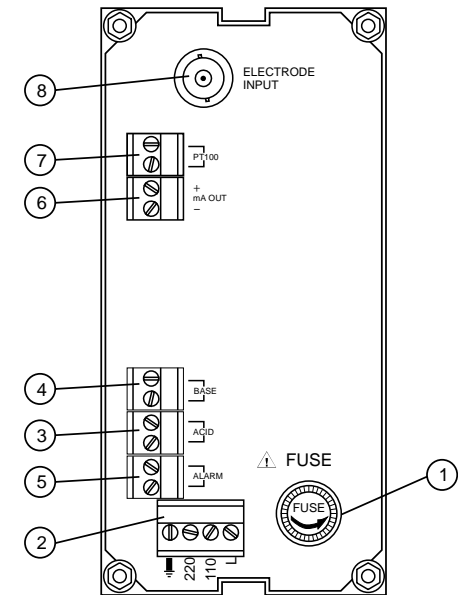 8
ELECTRODE
INPUT
7
PT100
6
+
mA OUT
−
4
BASE
3
ACID
5
ALARM
⚠ FUSE
1
FUSE
2
220
110
L